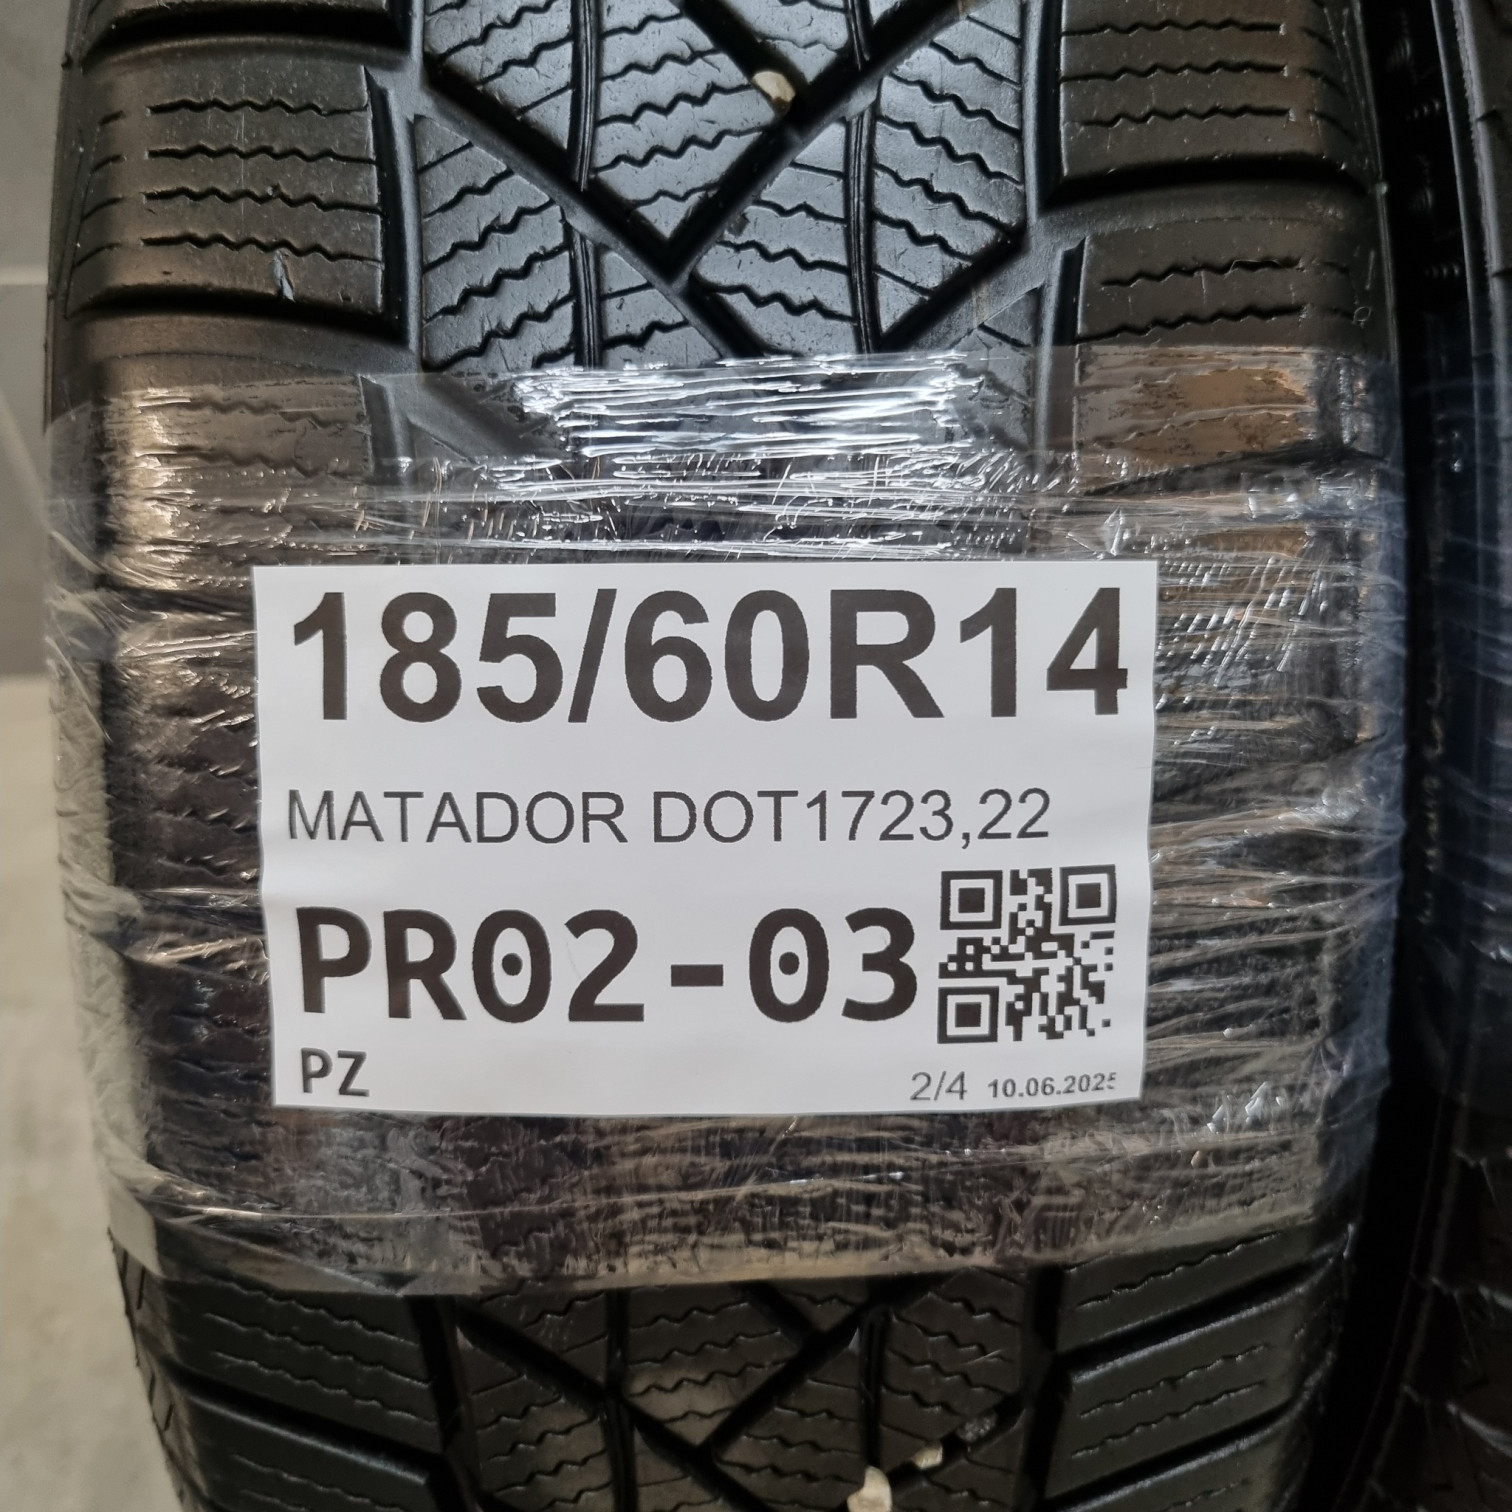 185/60R14
MATADOR DOT1723,22
PR02-03
PZ
2/4 10.06.2025